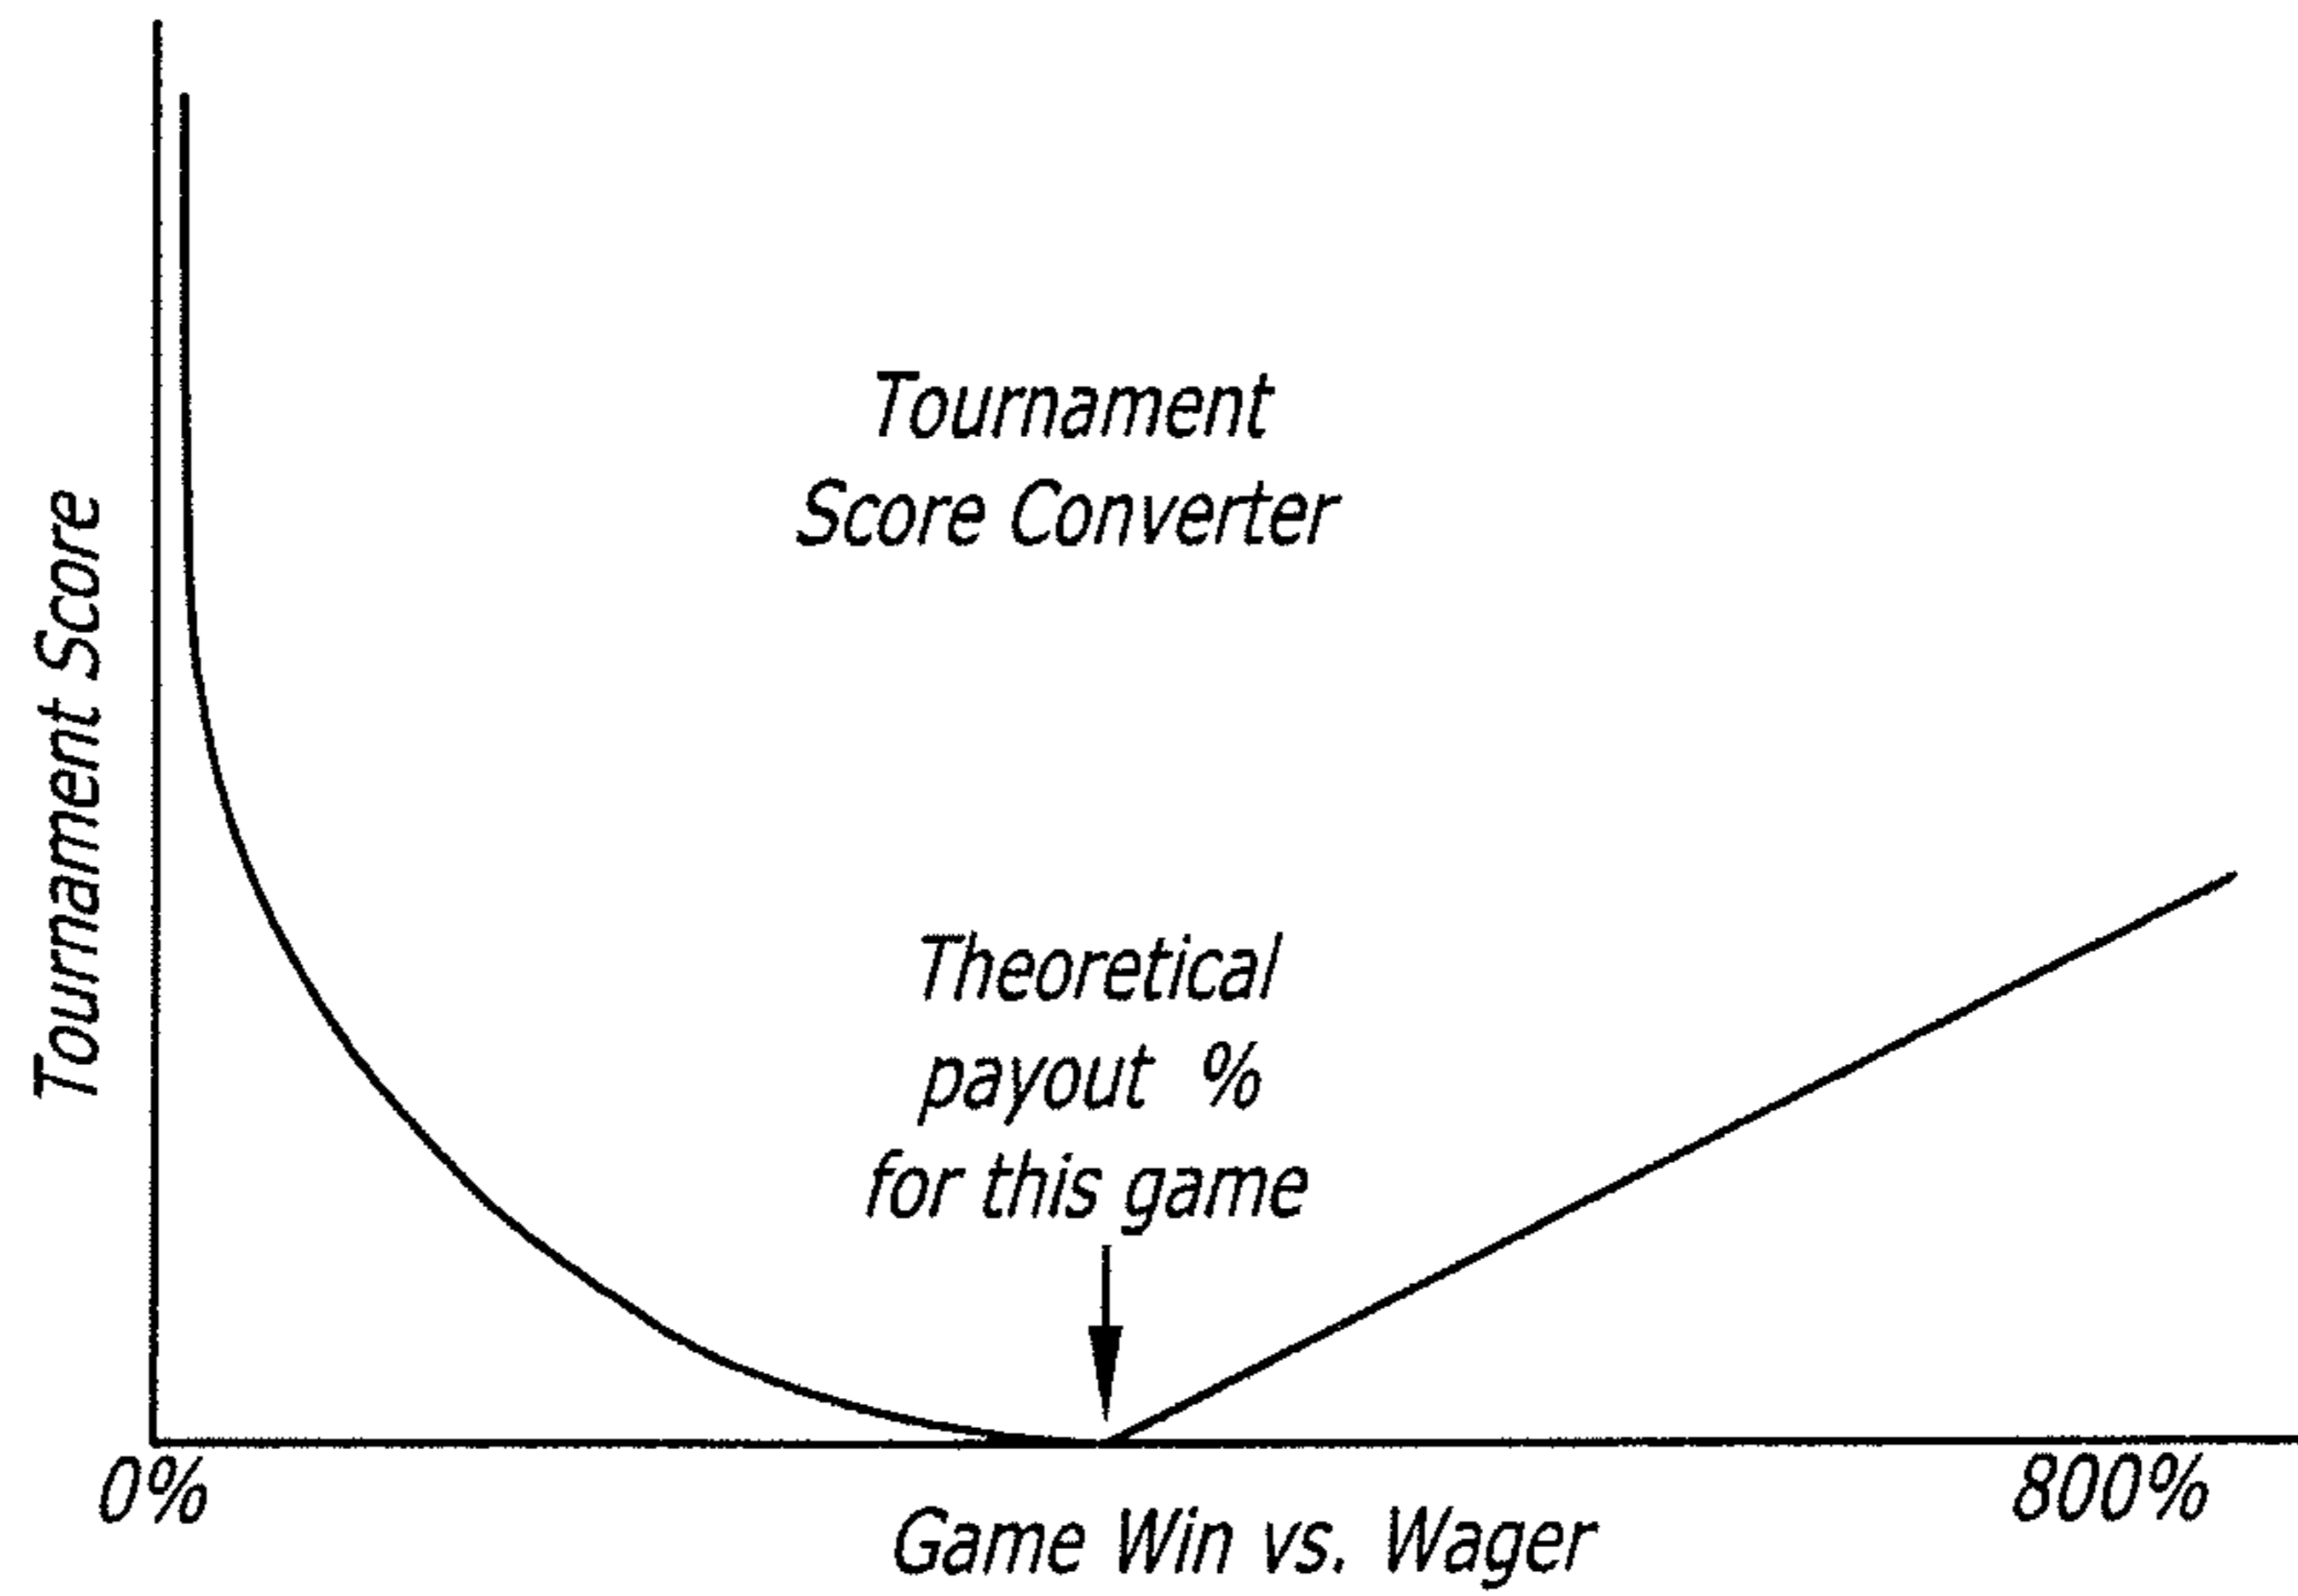 Tournament
Score Converter
Tournament Score
Theoretical
payout %
for this game
0%
800%
Game Win vs. Wager